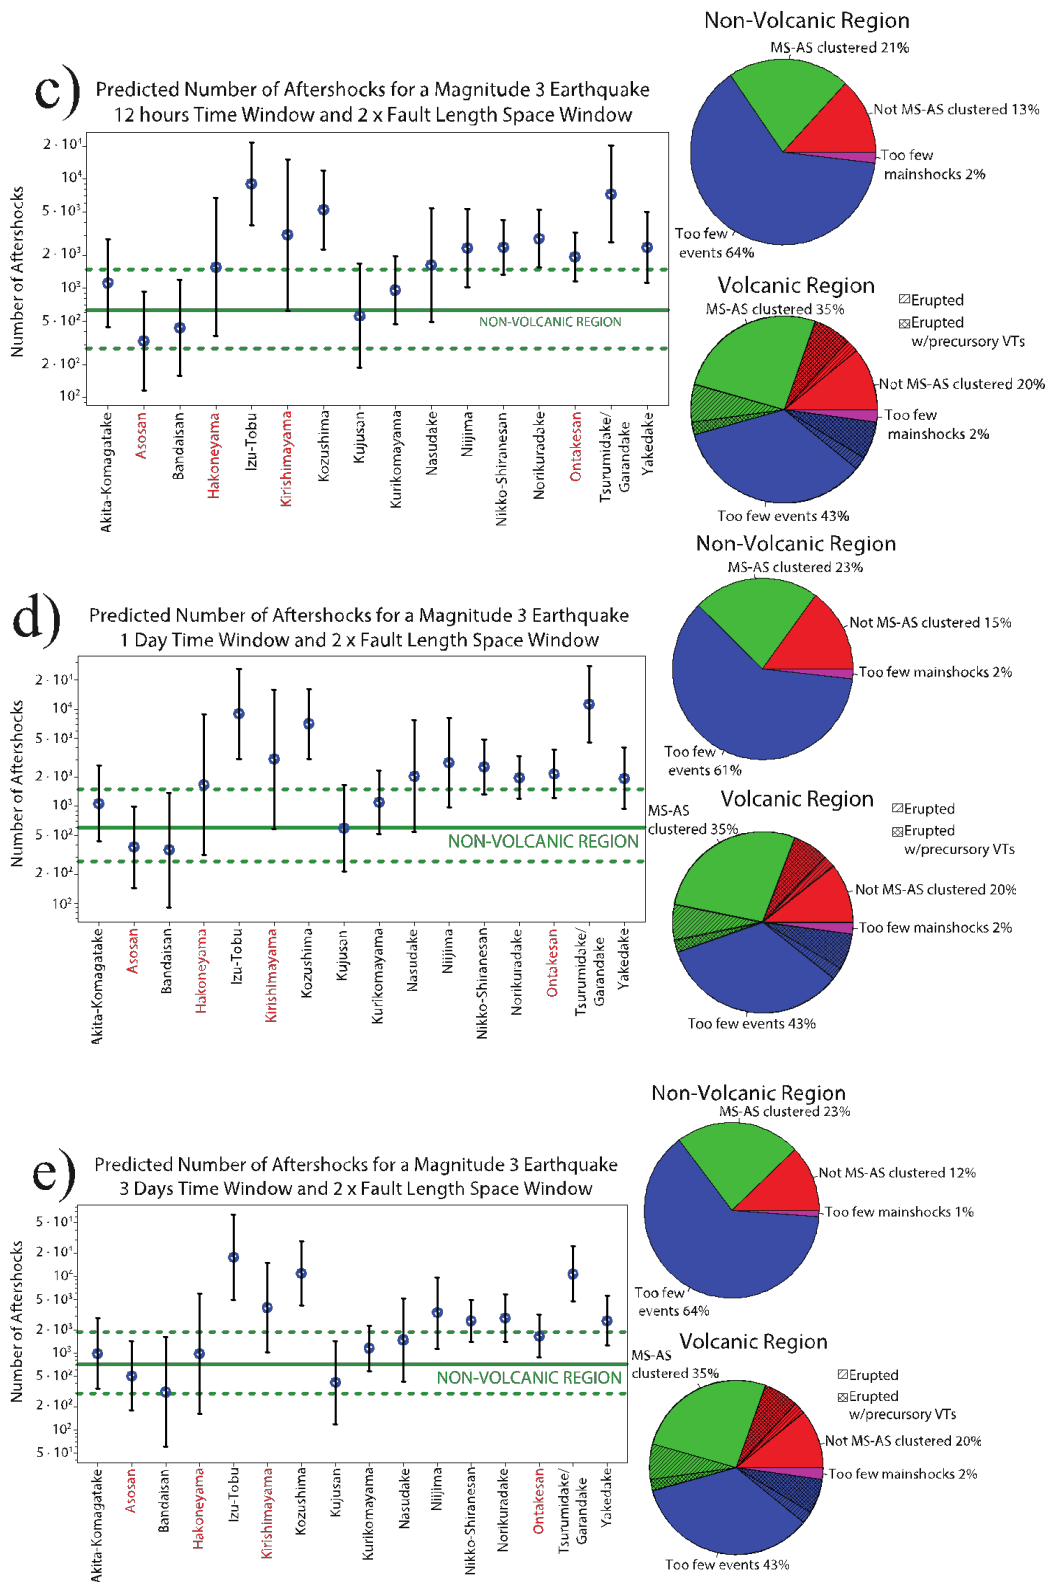 c)
Predicted Number of Aftershocks for a Magnitude 3 Earthquake
12 hours Time Window and 2 x Fault Length Space Window
Number of Aftershocks
2 · 10⁴
10⁴
5 · 10³
2 · 10³
10³
5 · 10²
2 · 10²
10²
NON-VOLCANIC REGION
Akita-Komagatake
Asosan
Bandaisan
Hakoneyama
Izu-Tobu
Kirishimayama
Kozushima
Kujusan
Kurikomayama
Nasudake
Niijima
Nikko-Shiranesan
Norikuradake
Ontakesan
Tsurumidake/
Garandake
Yakedake
Non-Volcanic Region
MS-AS clustered 21%
Not MS-AS clustered 13%
Too few
mainshocks 2%
Too few
events 64%
Volcanic Region
MS-AS clustered 35%
Erupted
Erupted
w/precursory VTs
Not MS-AS clustered 20%
Too few
mainshocks 2%
Too few events 43%
d)
Predicted Number of Aftershocks for a Magnitude 3 Earthquake
1 Day Time Window and 2 x Fault Length Space Window
Number of Aftershocks
2 · 10⁴
10⁴
5 · 10³
2 · 10³
10³
5 · 10²
2 · 10²
10²
NON-VOLCANIC REGION
Akita-Komagatake
Asosan
Bandaisan
Hakoneyama
Izu-Tobu
Kirishimayama
Kozushima
Kujusan
Kurikomayama
Nasudake
Niijima
Nikko-Shiranesan
Norikuradake
Ontakesan
Tsurumidake/
Garandake
Yakedake
Non-Volcanic Region
MS-AS clustered 23%
Not MS-AS clustered 15%
Too few mainshocks 2%
Too few
events 61%
Volcanic Region
MS-AS
clustered 35%
Erupted
Erupted
w/precursory VTs
Not MS-AS clustered 20%
Too few mainshocks 2%
Too few events 43%
e)
Predicted Number of Aftershocks for a Magnitude 3 Earthquake
3 Days Time Window and 2 x Fault Length Space Window
Number of Aftershocks
5 · 10⁴
2 · 10⁴
10⁴
5 · 10³
2 · 10³
10³
5 · 10²
2 · 10²
10²
5 · 10¹
NON-VOLCANIC REGION
Akita-Komagatake
Asosan
Bandaisan
Hakoneyama
Izu-Tobu
Kirishimayama
Kozushima
Kujusan
Kurikomayama
Nasudake
Niijima
Nikko-Shiranesan
Norikuradake
Ontakesan
Tsurumidake/
Garandake
Yakedake
Non-Volcanic Region
MS-AS clustered 23%
Not MS-AS clustered 12%
Too few mainshocks 1%
Too few
events 64%
Volcanic Region
MS-AS
clustered 35%
Erupted
Erupted
w/precursory VTs
Not MS-AS clustered 20%
Too few mainshocks 2%
Too few events 43%